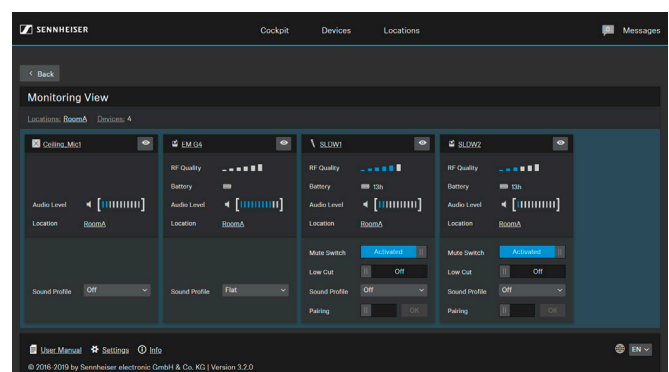 SENNHEISER Cockpit Devices Locations Messages
< Back
Monitoring View
Locations: RoomA Devices: 4
Ceiling_Mic1 EM G4 SLDW1 SLDW2
RF Quality RF Quality RF Quality
Battery Battery 13h Battery 13h
Audio Level Audio Level Audio Level Audio Level
Location RoomA Location RoomA Location RoomA Location RoomA
Mute Switch Activated Mute Switch Activated
Low Cut Off Low Cut Off
Sound Profile Off Sound Profile Flat Sound Profile Off Sound Profile Off
Pairing OK Pairing OK
User Manual Settings Info EN
© 2016-2019 by Sennheiser electronic GmbH & Co. KG | Version 3.2.0